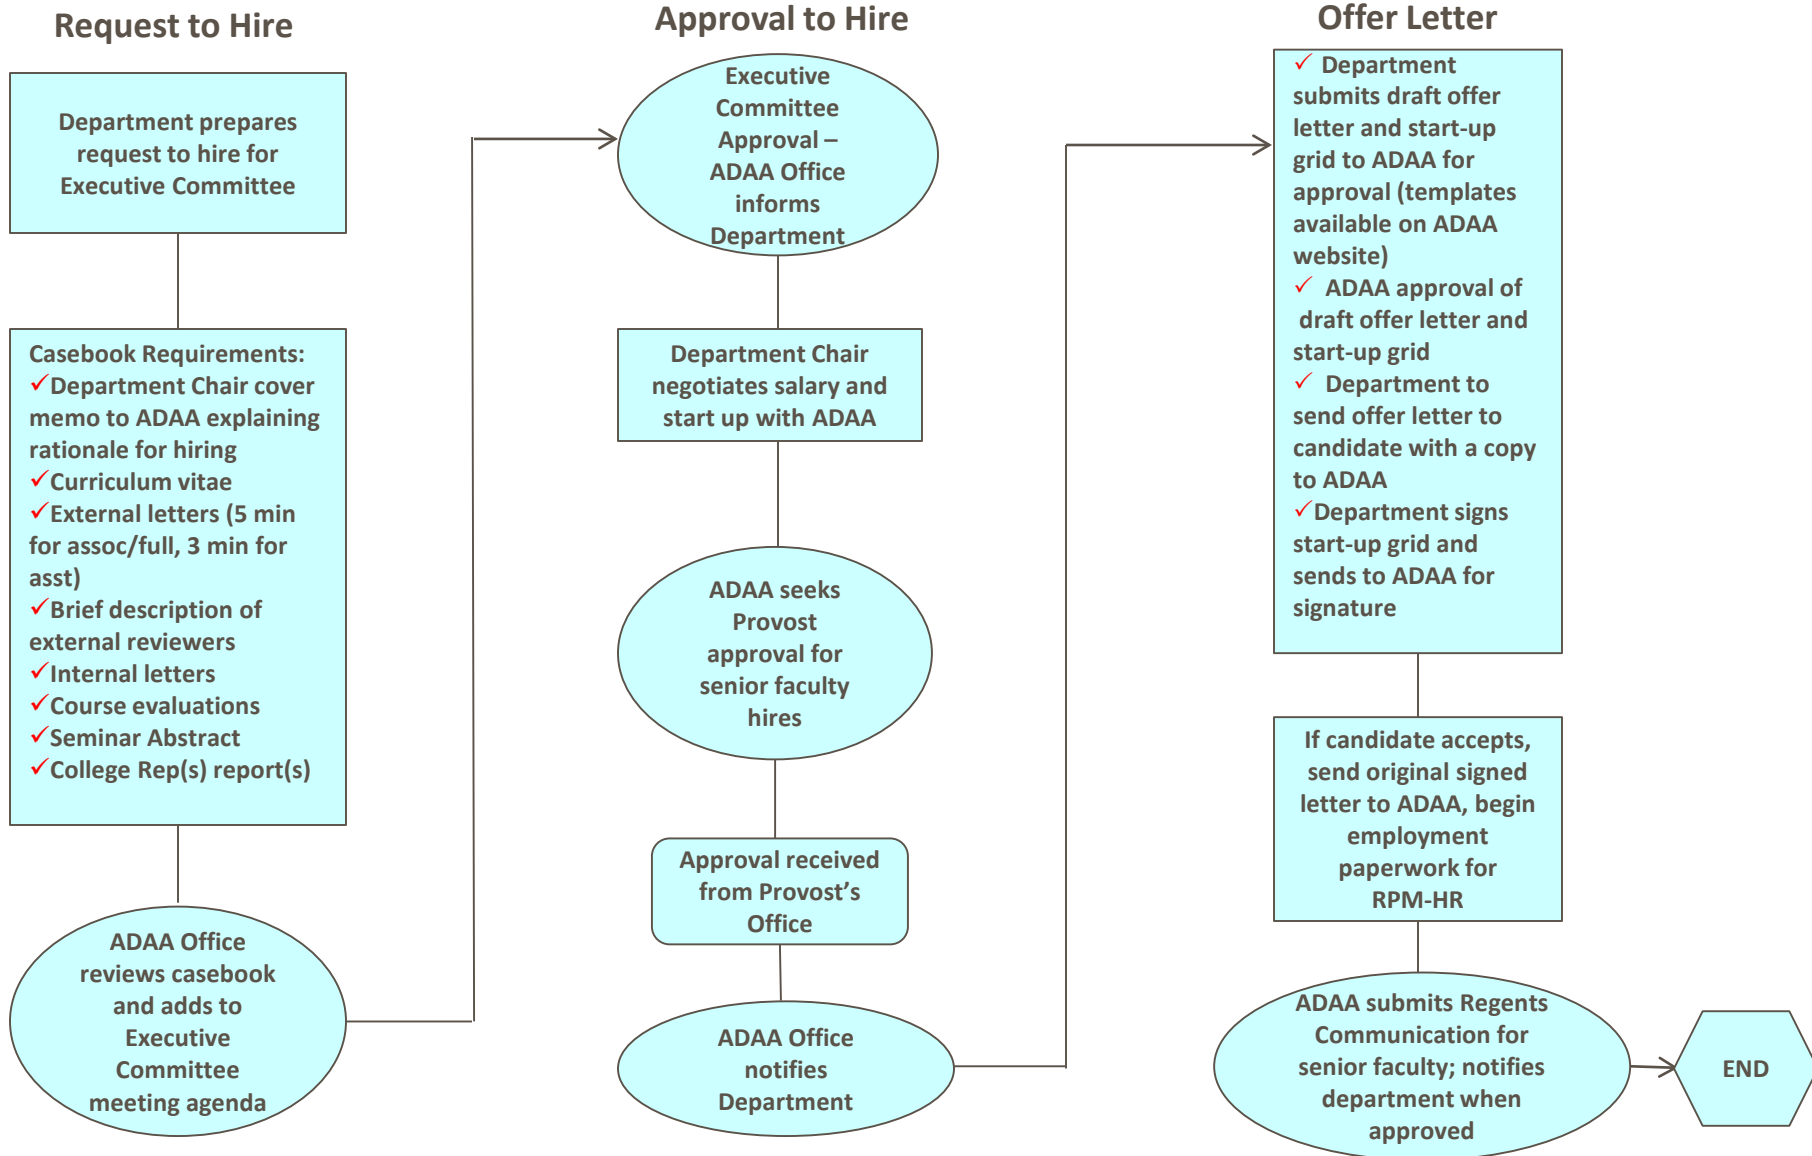 Request to Hire
Department prepares
request to hire for
Executive Committee
Casebook Requirements:
✓Department Chair cover
memo to ADAA explaining
rationale for hiring
✓Curriculum vitae
✓External letters (5 min
for assoc/full, 3 min for
asst)
✓Brief description of
external reviewers
✓Internal letters
✓Course evaluations
✓Seminar Abstract
✓College Rep(s) report(s)
ADAA Office
reviews casebook
and adds to
Executive
Committee
meeting agenda
Approval to Hire
Executive
Committee
Approval –
ADAA Office
informs
Department
Department Chair
negotiates salary and
start up with ADAA
ADAA seeks
Provost
approval for
senior faculty
hires
Approval received
from Provost’s
Office
ADAA Office
notifies
Department
Offer Letter
✓ Department
submits draft offer
letter and start-up
grid to ADAA for
approval (templates
available on ADAA
website)
✓ ADAA approval of
draft offer letter and
start-up grid
✓ Department to
send offer letter to
candidate with a copy
to ADAA
✓Department signs
start-up grid and
sends to ADAA for
signature
If candidate accepts,
send original signed
letter to ADAA, begin
employment
paperwork for
RPM-HR
ADAA submits Regents
Communication for
senior faculty; notifies
department when
approved
END